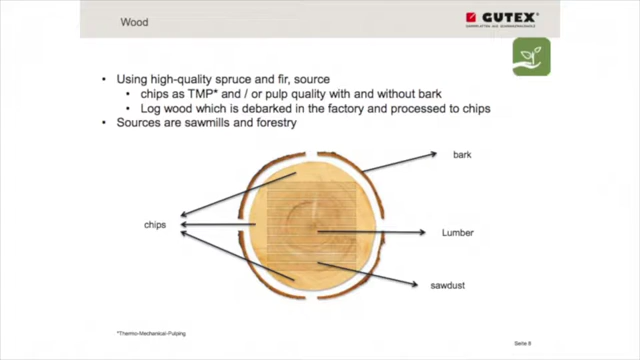 Wood
GUTEX
• Using high-quality spruce and fir, source
• chips as TMP* and / or pulp quality with and without bark
• Log wood which is debarked in the factory and processed to chips
• Sources are sawmills and forestry
bark
chips
Lumber
sawdust
*Thermo-Mechanical-Pulping
Seite 8